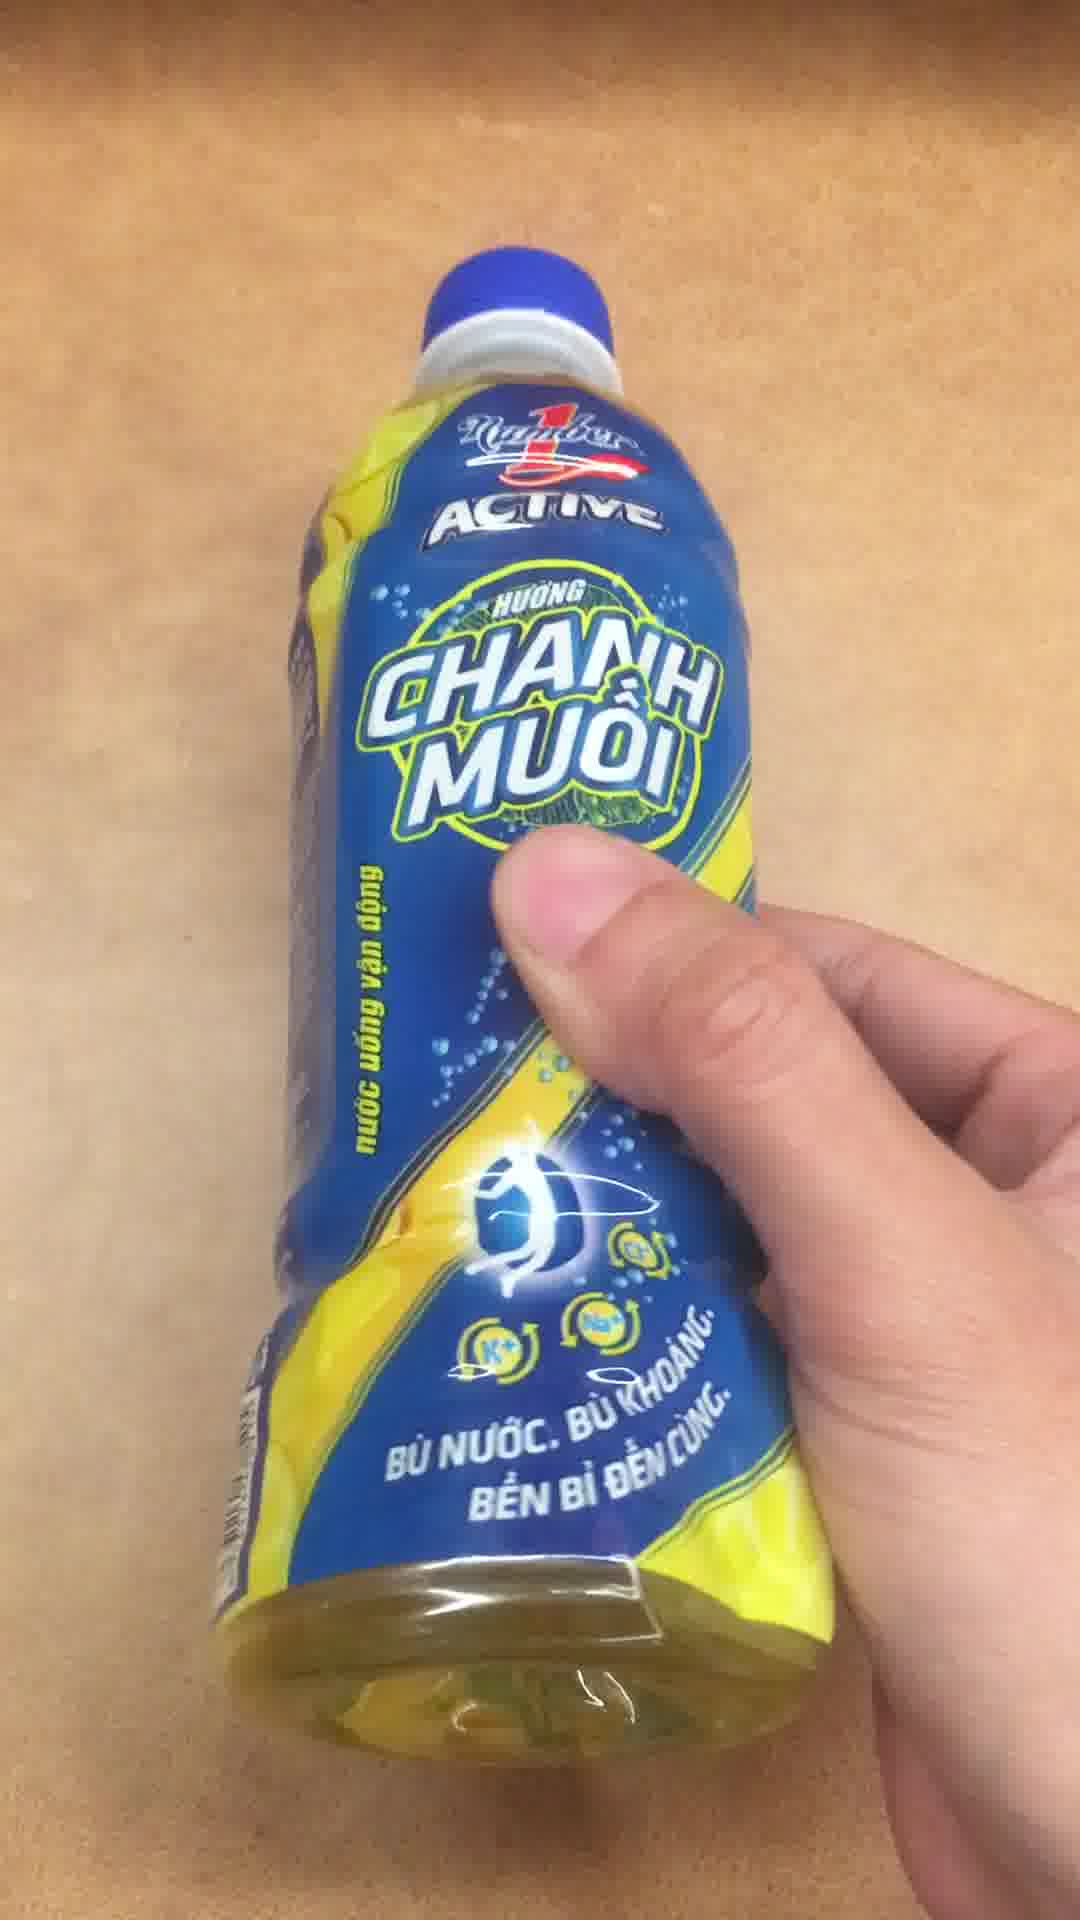 Number 1
ACTIVE
HƯƠNG
CHANH
MUỐI
nước uống vận động
Cl-
Na+
K+
BÙ NƯỚC. BÙ KHOÁNG.
BỀN BỈ ĐẾN CÙNG.